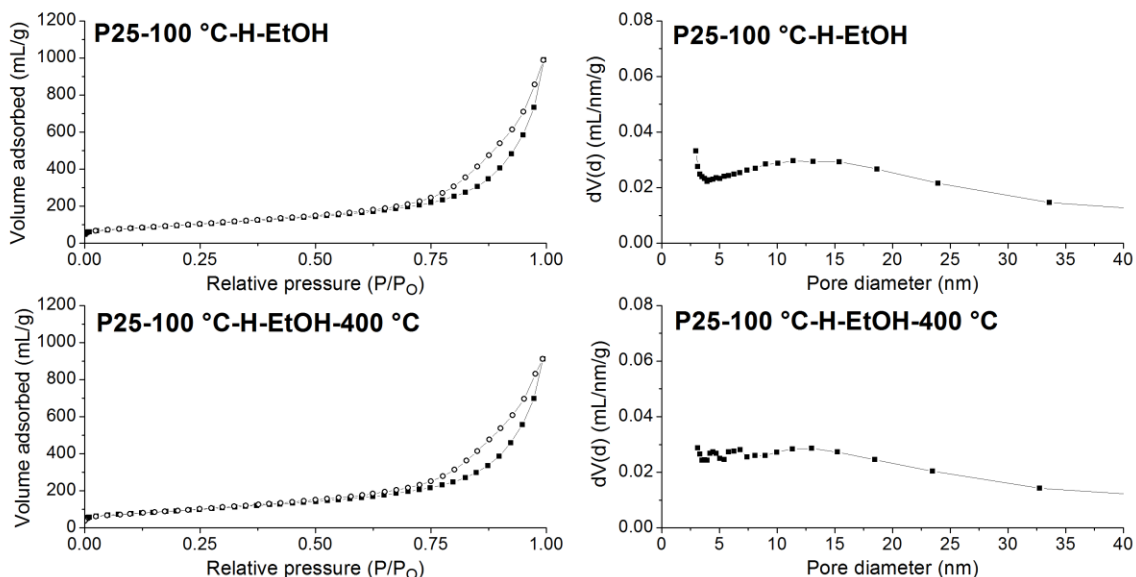 P25-100 °C-H-EtOH
Volume adsorbed (mL/g)
1200
1000
800
600
400
200
0
0.00 0.25 0.50 0.75 1.00
Relative pressure (P/P_O)
P25-100 °C-H-EtOH
dV(d) (mL/nm/g)
0.08
0.06
0.04
0.02
0.00
0 5 10 15 20 25 30 35 40
Pore diameter (nm)
P25-100 °C-H-EtOH-400 °C
Volume adsorbed (mL/g)
1200
1000
800
600
400
200
0
0.00 0.25 0.50 0.75 1.00
Relative pressure (P/P_O)
P25-100 °C-H-EtOH-400 °C
dV(d) (mL/nm/g)
0.08
0.06
0.04
0.02
0.00
0 5 10 15 20 25 30 35 40
Pore diameter (nm)